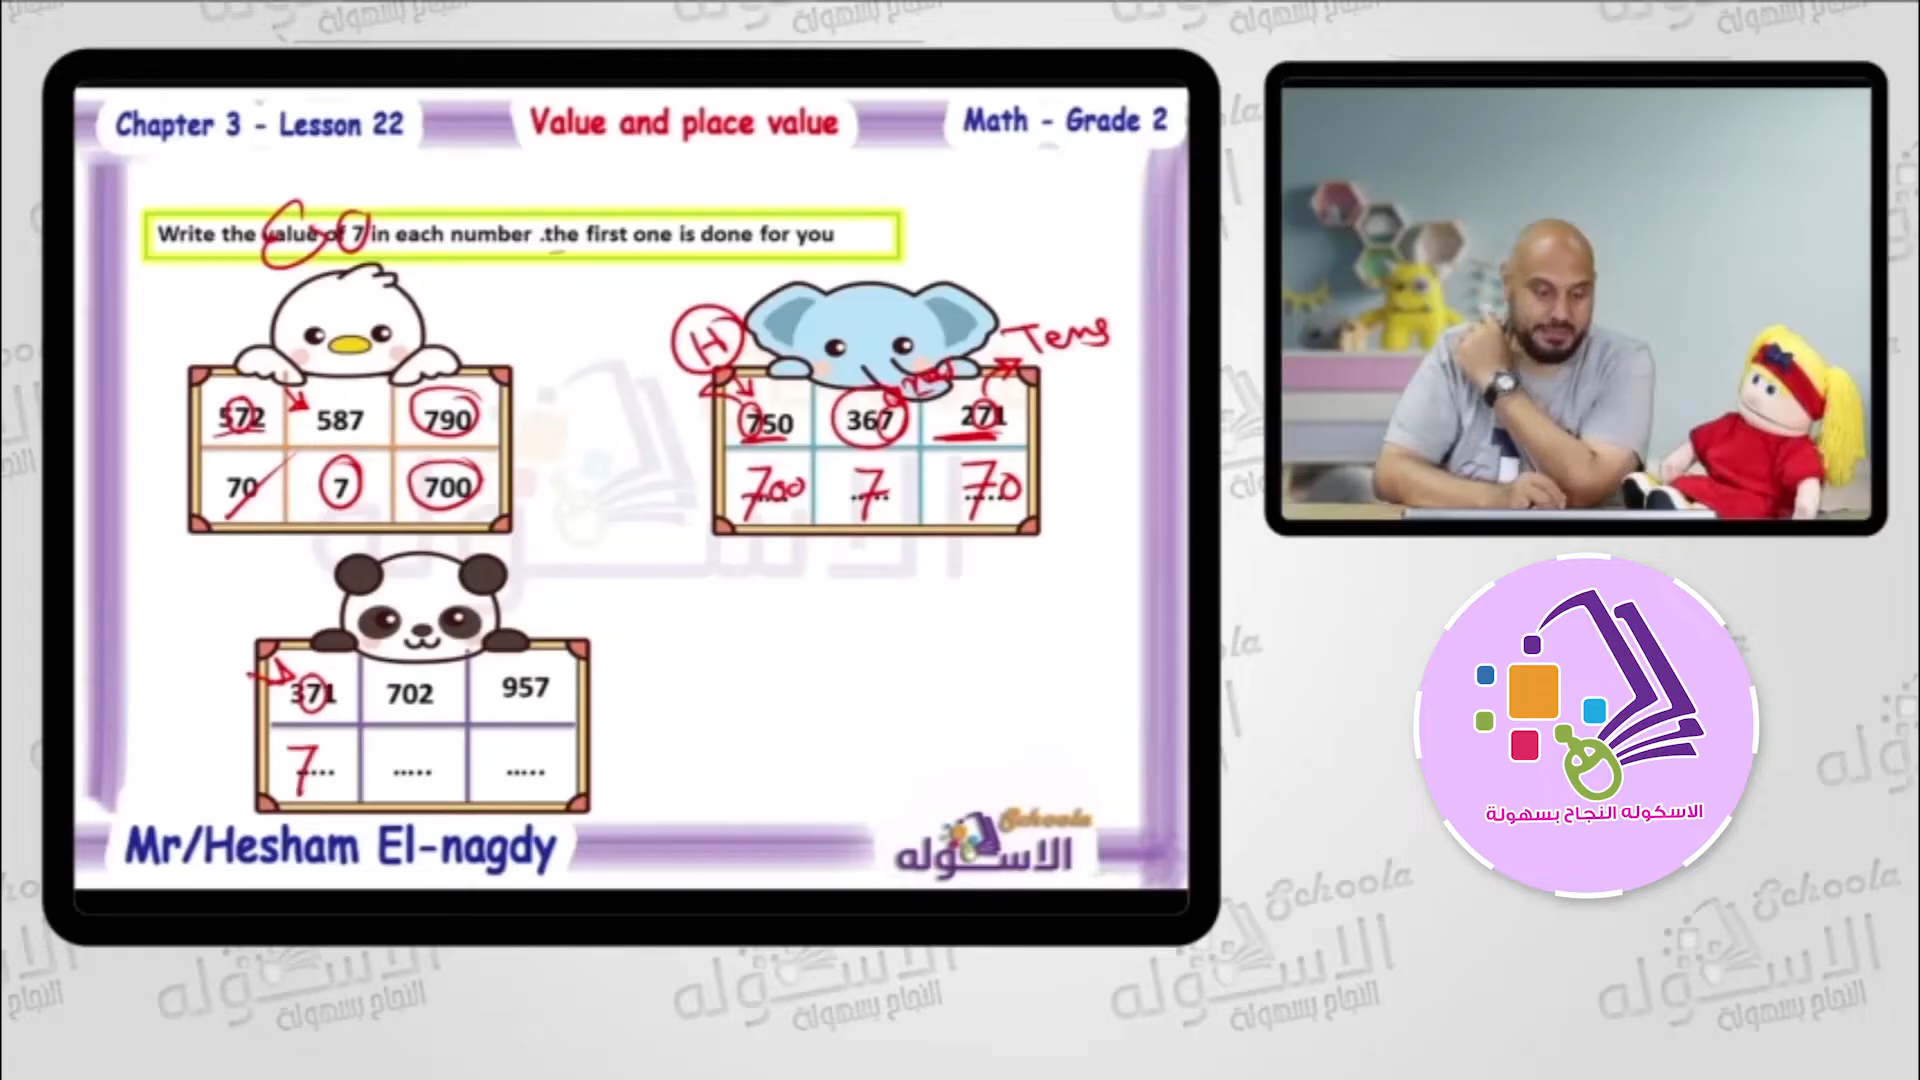 Chapter 3 - Lesson 22
Value and place value
Math - Grade 2
Write the value of 7 in each number .the first one is done for you
H
Tens
572 587 790
70 7 700
750 367 271
700 7 70
371 702 957
7..... ..... .....
Mr/Hesham El-nagdy
Schoola
الاسكوله
الاسكوله النجاح بسهولة